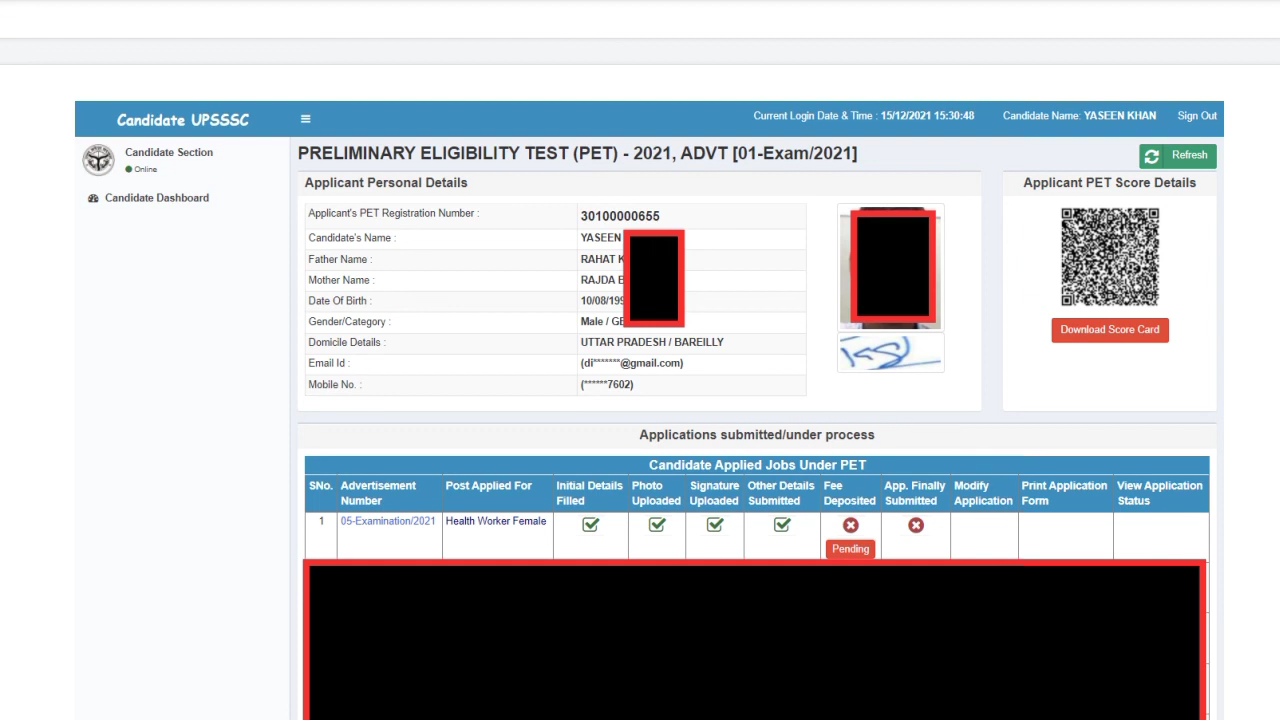 Candidate UPSSSC
Current Login Date & Time : 15/12/2021 15:30:48 Candidate Name: YASEEN KHAN Sign Out
Candidate Section
Online
Candidate Dashboard
PRELIMINARY ELIGIBILITY TEST (PET) - 2021, ADVT [01-Exam/2021]
Refresh
Applicant Personal Details
Applicant's PET Registration Number : 30100000655
Candidate's Name : YASEEN
Father Name : RAHAT K
Mother Name : RAJDA B
Date Of Birth : 10/08/199
Gender/Category : Male / GE
Domicile Details : UTTAR PRADESH / BAREILLY
Email Id : (di*******@gmail.com)
Mobile No. : (******7602)
Applicant PET Score Details
Download Score Card
Applications submitted/under process
Candidate Applied Jobs Under PET
SNo. Advertisement Number Post Applied For Initial Details Filled Photo Uploaded Signature Uploaded Other Details Submitted Fee Deposited App. Finally Submitted Modify Application Print Application Form View Application Status
1 05-Examination/2021 Health Worker Female
Pending